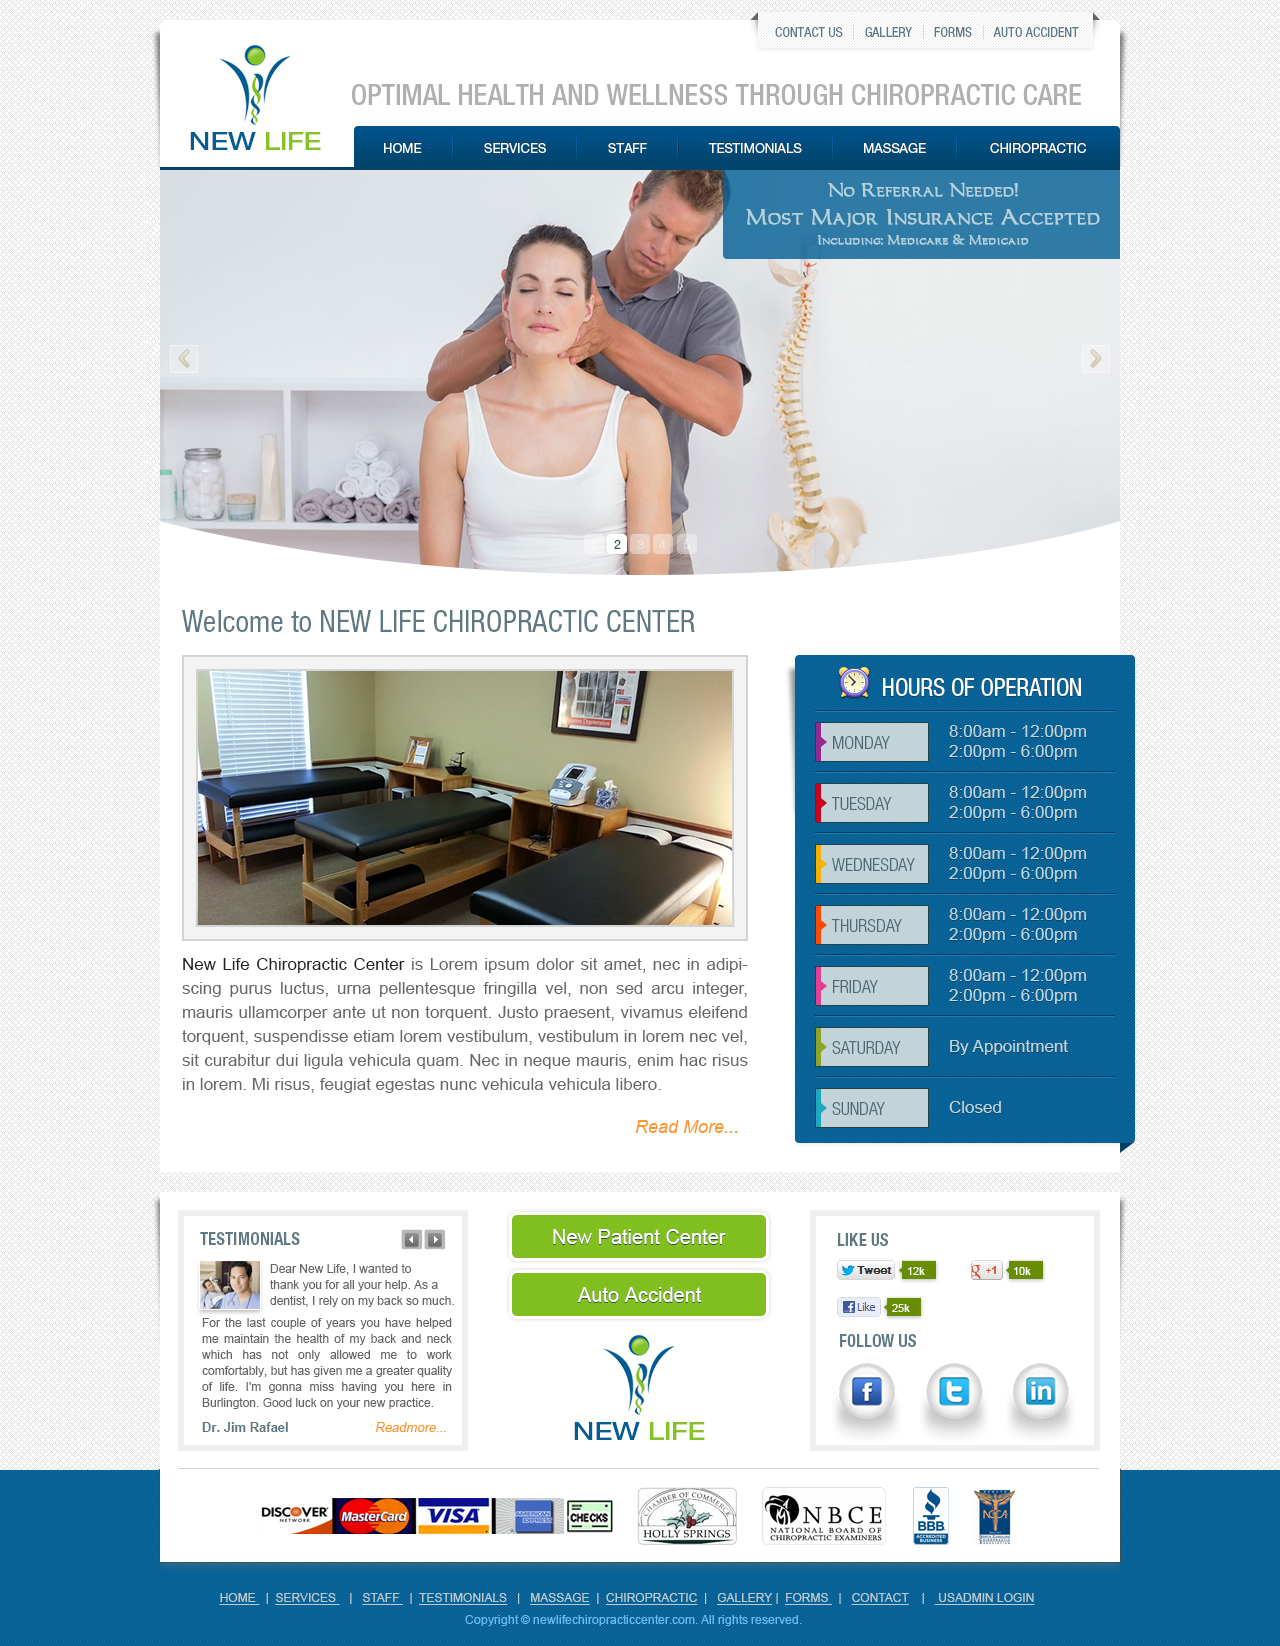 CONTACT US
GALLERY
FORMS
AUTO ACCIDENT
NEW LIFE
OPTIMAL HEALTH AND WELLNESS THROUGH CHIROPRACTIC CARE
HOME
SERVICES
STAFF
TESTIMONIALS
MASSAGE
CHIROPRACTIC
No Referral Needed!
Most Major Insurance Accepted
Including: Medicare & Medicaid
2
3
4
Welcome to NEW LIFE CHIROPRACTIC CENTER
New Life Chiropractic Center is Lorem ipsum dolor sit amet, nec in adipi-
scing purus luctus, urna pellentesque fringilla vel, non sed arcu integer,
mauris ullamcorper ante ut non torquent. Justo praesent, vivamus eleifend
torquent, suspendisse etiam lorem vestibulum, vestibulum in lorem nec vel,
sit curabitur dui ligula vehicula quam. Nec in neque mauris, enim hac risus
in lorem. Mi risus, feugiat egestas nunc vehicula vehicula libero.
Read More...
HOURS OF OPERATION
MONDAY
8:00am - 12:00pm
2:00pm - 6:00pm
TUESDAY
8:00am - 12:00pm
2:00pm - 6:00pm
WEDNESDAY
8:00am - 12:00pm
2:00pm - 6:00pm
THURSDAY
8:00am - 12:00pm
2:00pm - 6:00pm
FRIDAY
8:00am - 12:00pm
2:00pm - 6:00pm
SATURDAY
By Appointment
SUNDAY
Closed
TESTIMONIALS
Dear New Life, I wanted to
thank you for all your help. As a
dentist, I rely on my back so much.
For the last couple of years you have helped
me maintain the health of my back and neck
which has not only allowed me to work
comfortably, but has given me a greater quality
of life. I'm gonna miss having you here in
Burlington. Good luck on your new practice.
Dr. Jim Rafael
Readmore...
New Patient Center
Auto Accident
NEW LIFE
LIKE US
Tweet
12k
g +1
10k
Like
25k
FOLLOW US
f
t
in
DISCOVER
NETWORK
MasterCard
VISA
AMERICAN
EXPRESS
CHECKS
CHAMBER OF COMMERCE
HOLLY SPRINGS
NBCE
NATIONAL BOARD OF
CHIROPRACTIC EXAMINERS
BBB
ACCREDITED
BUSINESS
HOME | SERVICES | STAFF | TESTIMONIALS | MASSAGE | CHIROPRACTIC | GALLERY | FORMS | CONTACT | USADMIN LOGIN
Copyright © newlifechiropracticcenter.com. All rights reserved.